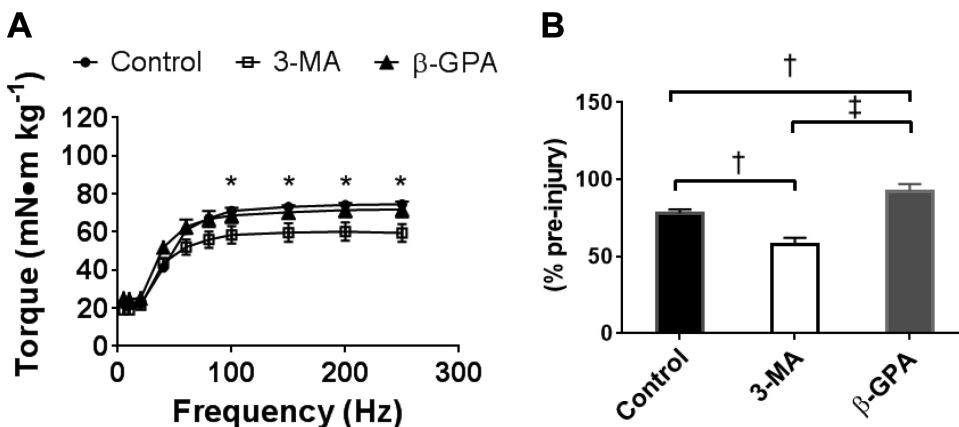 A
Control 3-MA β-GPA
Torque (mN•m kg-1)
120
100
80
60
40
20
0
* * * *
0 100 200 300
Frequency (Hz)
B
(% pre-injury)
150
100
50
0
†
‡
†
Control 3-MA β-GPA